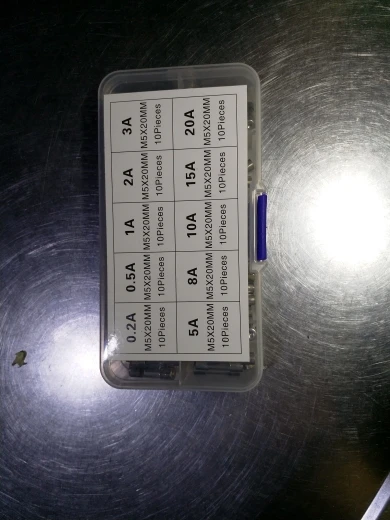 0.2A
M5X20MM
10Pieces
0.5A
M5X20MM
10Pieces
1A
M5X20MM
10Pieces
2A
M5X20MM
10Pieces
3A
M5X20MM
10Pieces
5A
M5X20MM
10Pieces
8A
M5X20MM
10Pieces
10A
M5X20MM
10Pieces
15A
M5X20MM
10Pieces
20A
M5X20MM
10Pieces